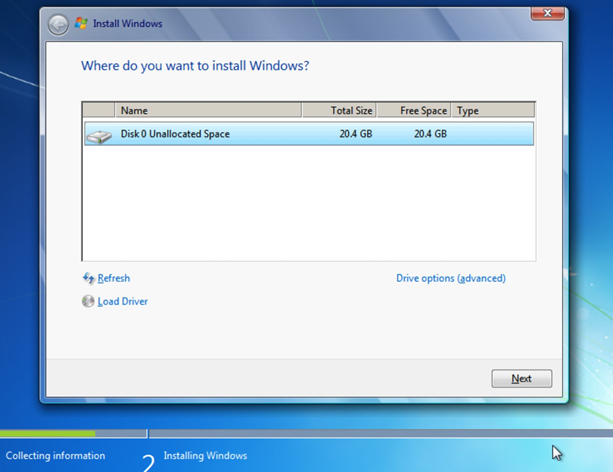 Install Windows
Where do you want to install Windows?
Name Total Size Free Space Type
Disk 0 Unallocated Space 20.4 GB 20.4 GB
Refresh Drive options (advanced)
Load Driver
Next
Collecting information 2 Installing Windows